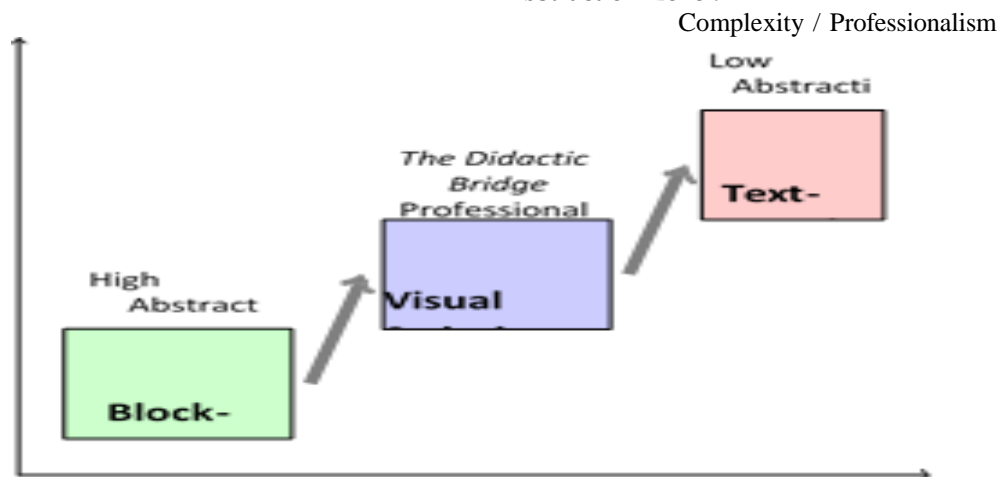 Complexity / Professionalism
Low
Abstracti
The Didactic
Bridge
Professional
Text-
High
Abstract
Visual
Block-